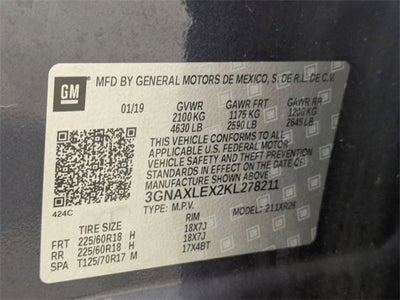 GM
MFD BY GENERAL MOTORS DE MEXICO, S. DE R.L. DE C.V.
01/19 GVWR GAWR FRT GAWR RR
2100 KG 1175 KG 1200 KG
4630 LB 2590 LB 2645 LB
THIS VEHICLE CONFORMS TO ALL
APPLICABLE U.S. FEDERAL MOTOR
VEHICLE SAFETY
STANDARDS IN EFFECT ON THE DATE OF
MANUFACTURE SHOWN ABOVE.
3GNAXLEX2KL278211
424C TYPE: M.P.V. MODEL: 211XR26
TIRE SIZE RIM
FRT 225/60R18 H 18X7J
RR 225/60R18 H 18X7J
SPA T125/70R17 M 17X4BT